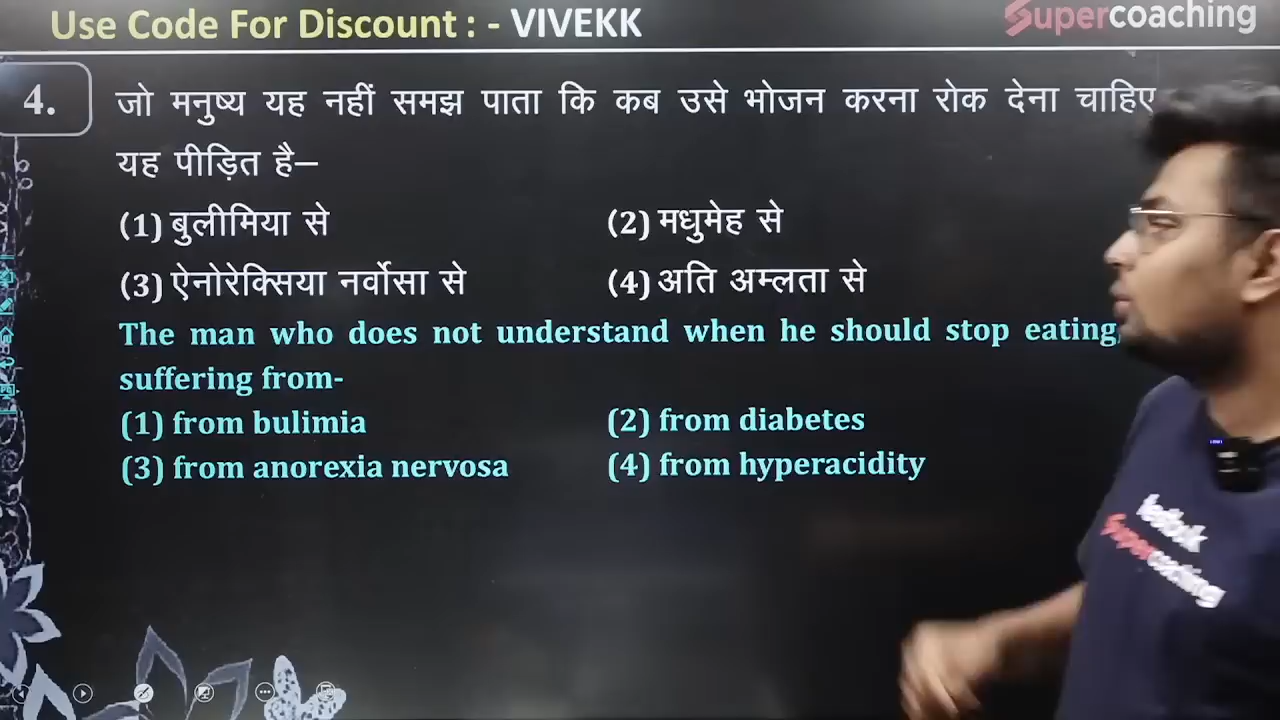 Use Code For Discount : - VIVEKK
Supercoaching
4.
जो मनुष्य यह नहीं समझ पाता कि कब उसे भोजन करना रोक देना चाहिए
यह पीड़ित है–
(1) बुलीमिया से
(2) मधुमेह से
(3) ऐनोरेक्सिया नर्वोसा से
(4) अति अम्लता से
The man who does not understand when he should stop eating,
suffering from-
(1) from bulimia
(2) from diabetes
(3) from anorexia nervosa
(4) from hyperacidity
testbook
Supercoaching